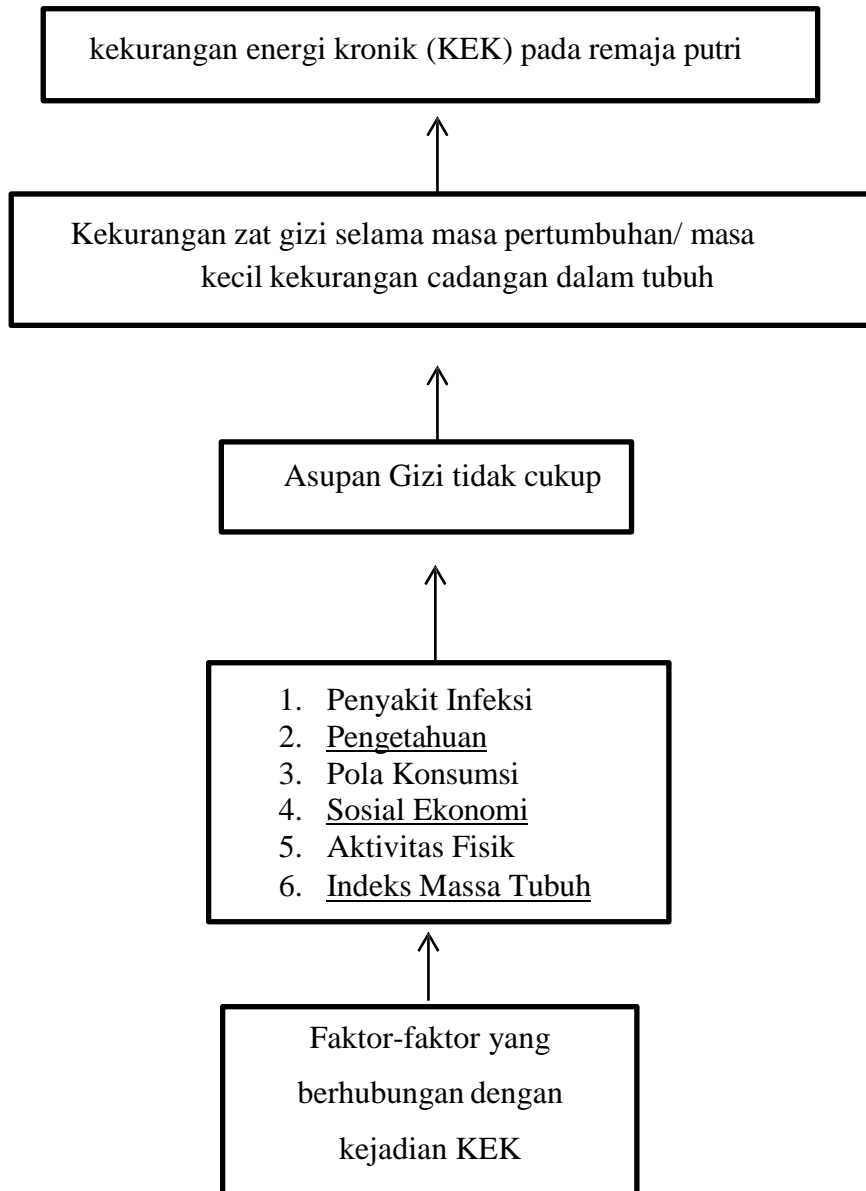 kekurangan energi kronik (KEK) pada remaja putri
Kekurangan zat gizi selama masa pertumbuhan/ masa
kecil kekurangan cadangan dalam tubuh
Asupan Gizi tidak cukup
1. Penyakit Infeksi
2. Pengetahuan
3. Pola Konsumsi
4. Sosial Ekonomi
5. Aktivitas Fisik
6. Indeks Massa Tubuh
Faktor-faktor yang
berhubungan dengan
kejadian KEK